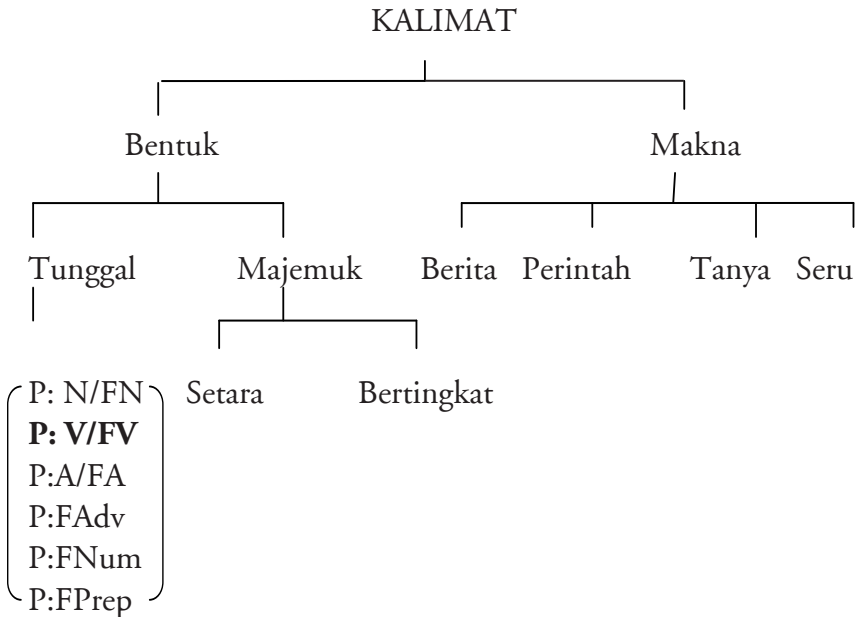 KALIMAT
Bentuk Makna
Tunggal Majemuk Berita Perintah Tanya Seru
P: N/FN Setara Bertingkat
P: V/FV
P:A/FA
P:FAdv
P:FNum
P:FPrep